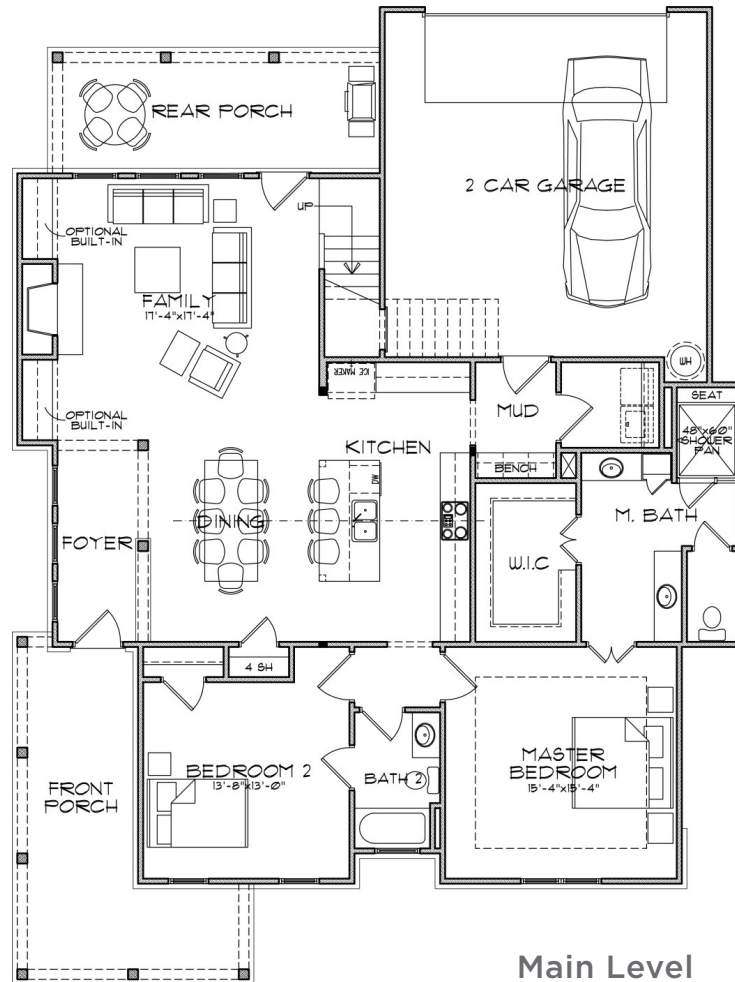 REAR PORCH
2 CAR GARAGE
UP
OPTIONAL
BUILT-IN
FAMILY
17'-4"x17'-4"
ICE MAKER
HW
OPTIONAL
BUILT-IN
MUD
SEAT
48"x60"
SHOWER
PAN
KITCHEN
BENCH
DW
DINING
M. BATH
FOYER
W.I.C
4 SH
BEDROOM 2
13'-8"x13'-0"
BATH 2
MASTER
BEDROOM
15'-4"x15'-4"
FRONT
PORCH
Main Level